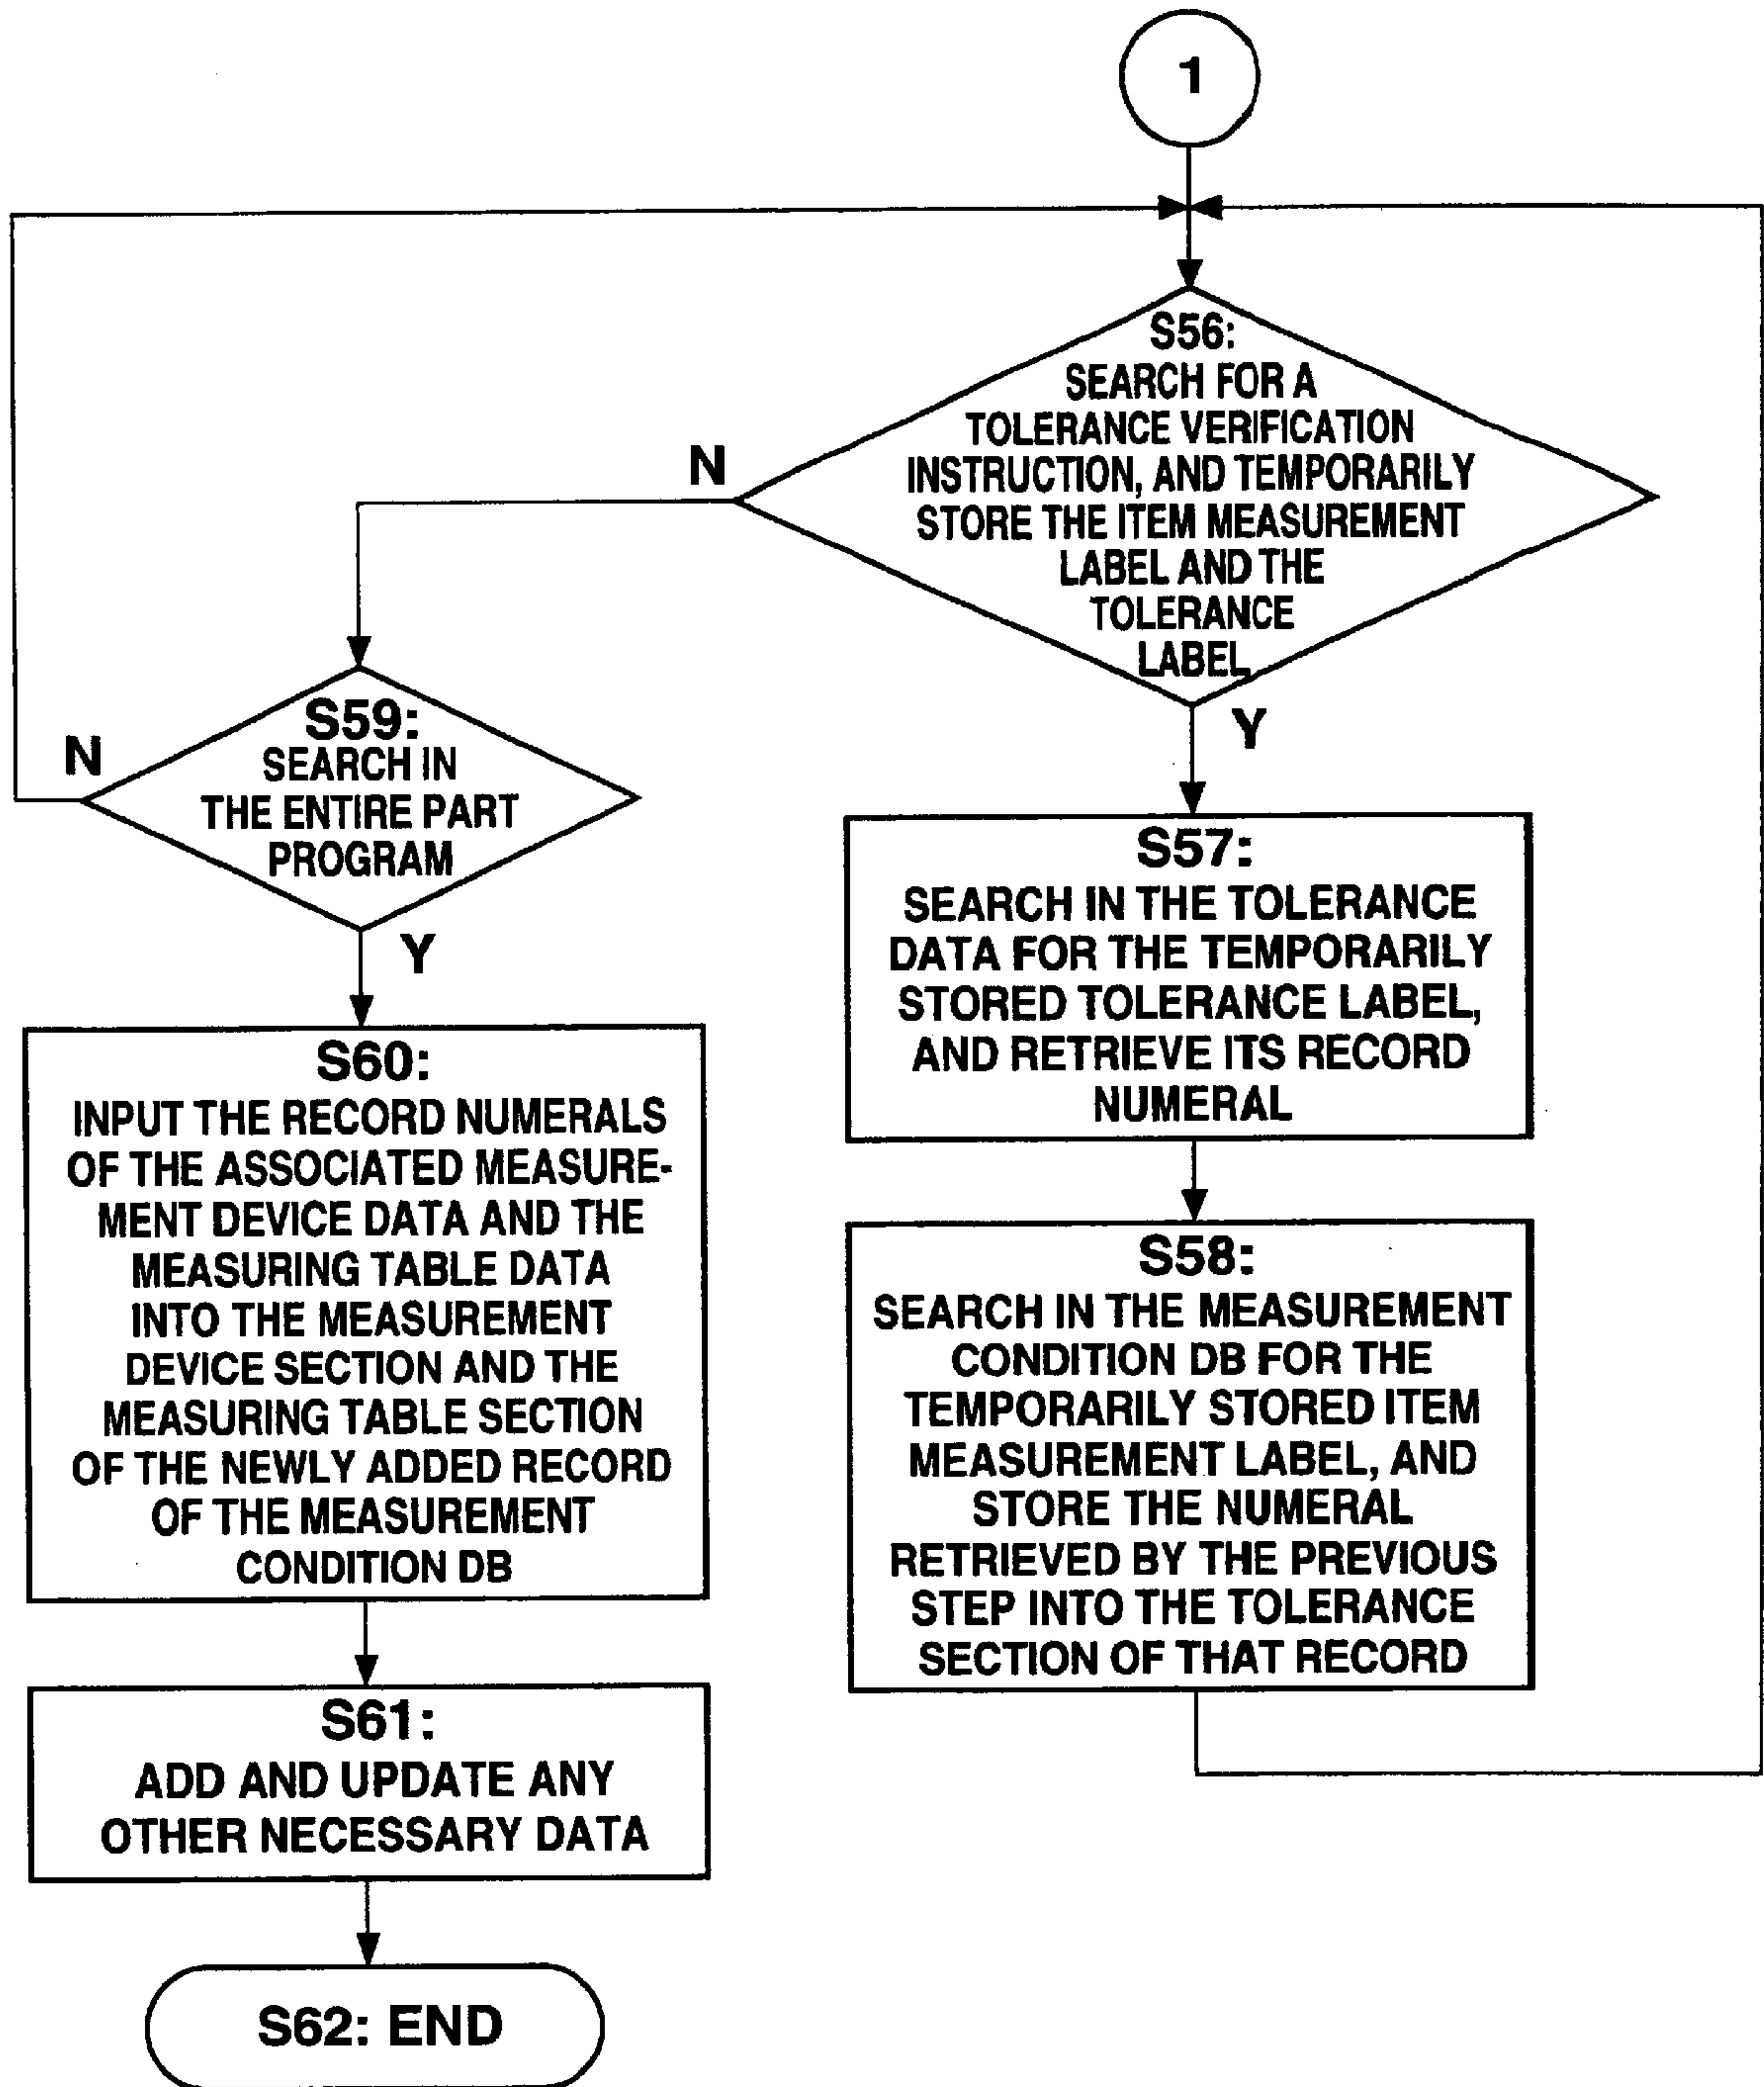 1
S56:
SEARCH FOR A
TOLERANCE VERIFICATION
INSTRUCTION, AND TEMPORARILY
STORE THE ITEM MEASUREMENT
LABEL AND THE
TOLERANCE
LABEL
N
Y
S59:
SEARCH IN
THE ENTIRE PART
PROGRAM
N
Y
S57:
SEARCH IN THE TOLERANCE
DATA FOR THE TEMPORARILY
STORED TOLERANCE LABEL,
AND RETRIEVE ITS RECORD
NUMERAL
S58:
SEARCH IN THE MEASUREMENT
CONDITION DB FOR THE
TEMPORARILY STORED ITEM
MEASUREMENT LABEL, AND
STORE THE NUMERAL
RETRIEVED BY THE PREVIOUS
STEP INTO THE TOLERANCE
SECTION OF THAT RECORD
S60:
INPUT THE RECORD NUMERALS
OF THE ASSOCIATED MEASURE-
MENT DEVICE DATA AND THE
MEASURING TABLE DATA
INTO THE MEASUREMENT
DEVICE SECTION AND THE
MEASURING TABLE SECTION
OF THE NEWLY ADDED RECORD
OF THE MEASUREMENT
CONDITION DB
S61:
ADD AND UPDATE ANY
OTHER NECESSARY DATA
S62: END